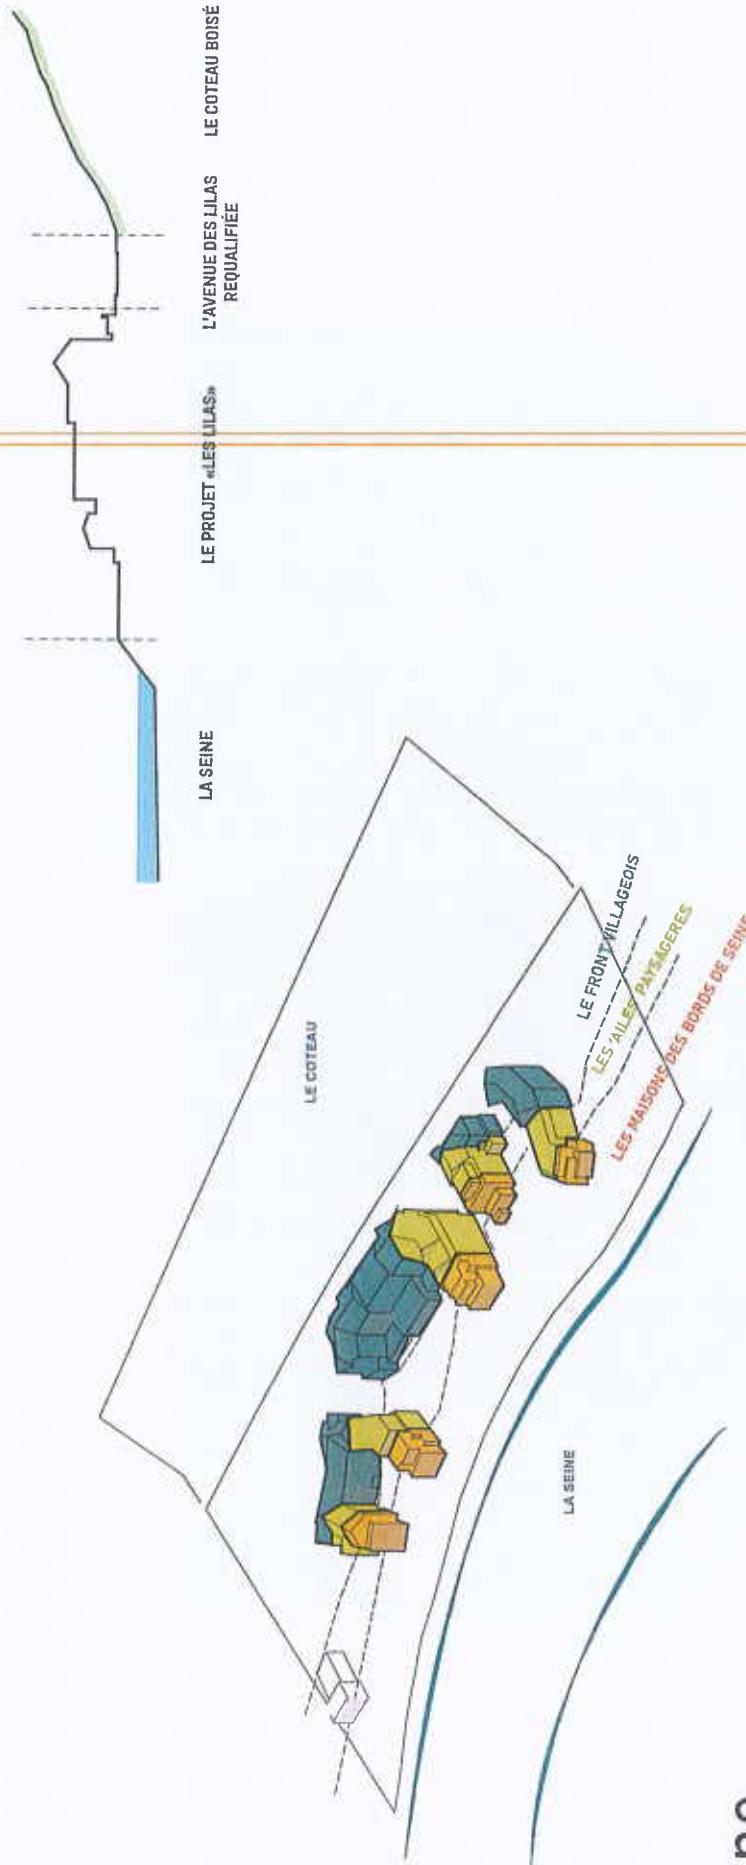 LA SEINE
LE PROJET «LES LILAS»
L'AVENUE DES LILAS
REQUALIFIÉE
LE COTEAU BOISÉ
LE COTEAU
LE FRONT VILLAGEOIS
LES 'AILES' PAYSAGERES
LES MAISONS DES BORDS DE SEINE
LA SEINE